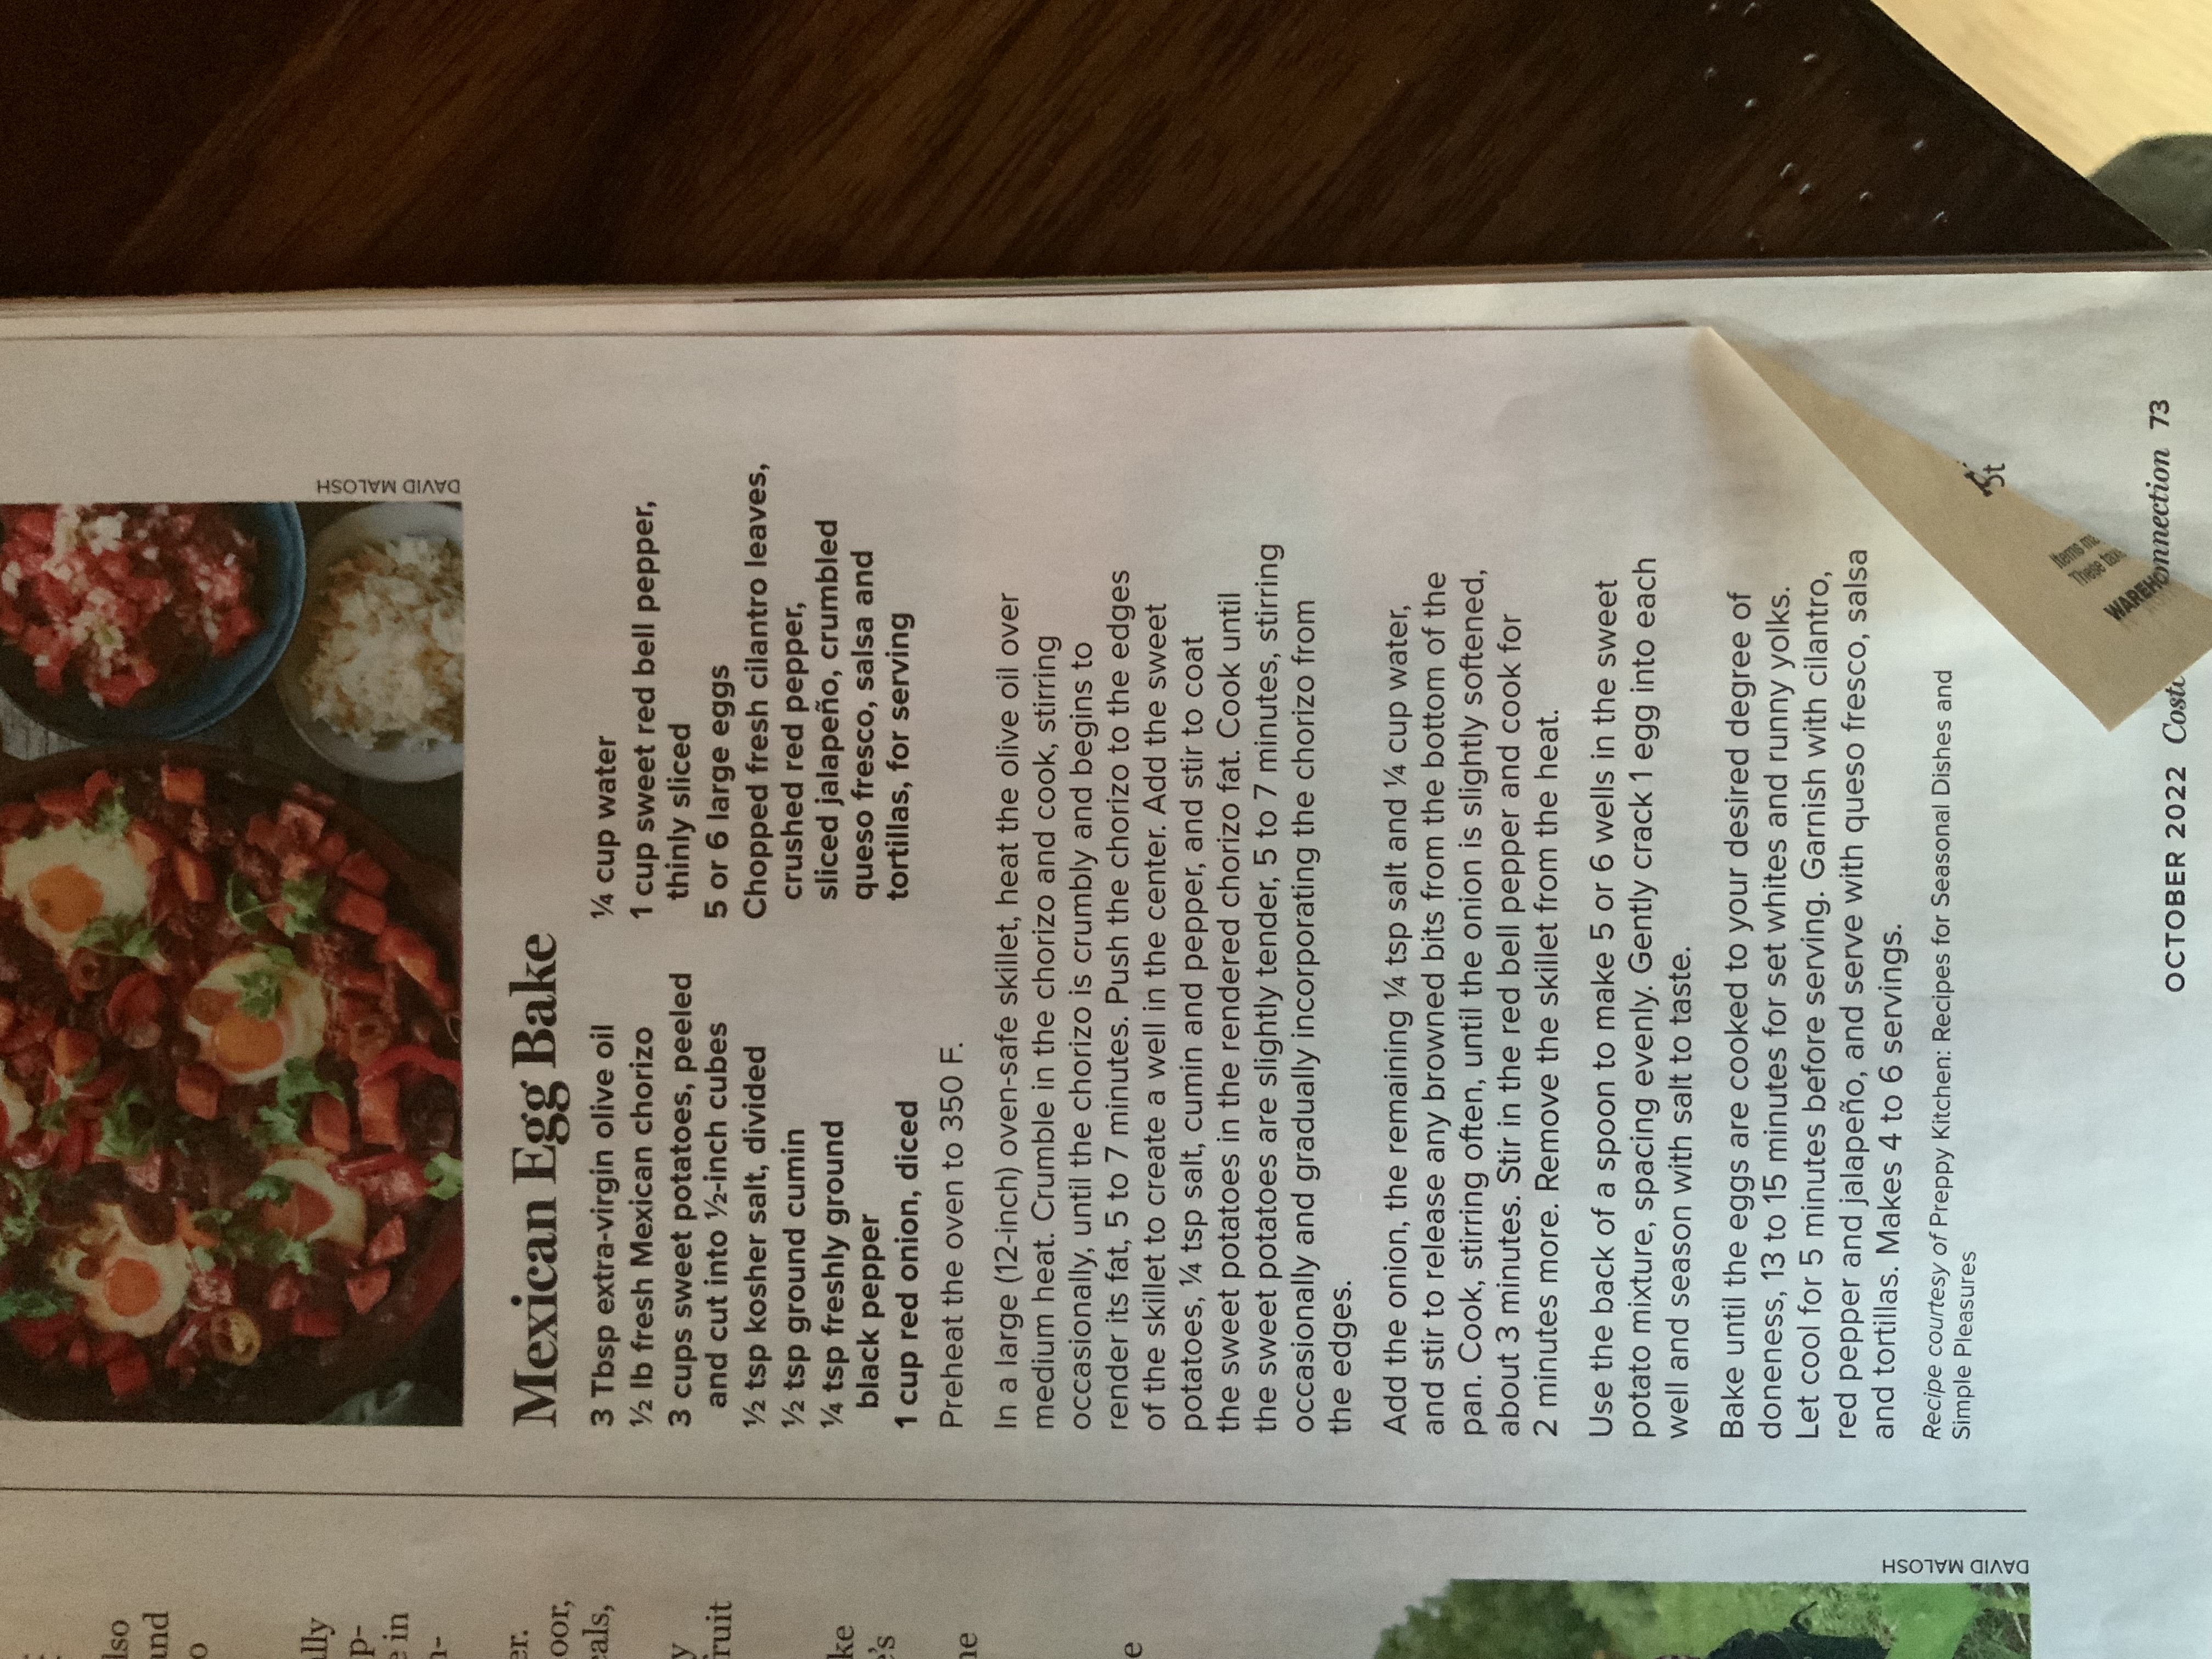 lso
and
o
ally
p-
e in
n-
er.
oor,
eals,
y
ruit
ke
e's
ne
e
DAVID MALOSH
DAVID MALOSH
Mexican Egg Bake
3 Tbsp extra-virgin olive oil
½ lb fresh Mexican chorizo
3 cups sweet potatoes, peeled
and cut into ½-inch cubes
½ tsp kosher salt, divided
½ tsp ground cumin
¼ tsp freshly ground
black pepper
1 cup red onion, diced
¼ cup water
1 cup sweet red bell pepper,
thinly sliced
5 or 6 large eggs
Chopped fresh cilantro leaves,
crushed red pepper,
sliced jalapeño, crumbled
queso fresco, salsa and
tortillas, for serving
Preheat the oven to 350 F.
In a large (12-inch) oven-safe skillet, heat the olive oil over
medium heat. Crumble in the chorizo and cook, stirring
occasionally, until the chorizo is crumbly and begins to
render its fat, 5 to 7 minutes. Push the chorizo to the edges
of the skillet to create a well in the center. Add the sweet
potatoes, ¼ tsp salt, cumin and pepper, and stir to coat
the sweet potatoes in the rendered chorizo fat. Cook until
the sweet potatoes are slightly tender, 5 to 7 minutes, stirring
occasionally and gradually incorporating the chorizo from
the edges.
Add the onion, the remaining ¼ tsp salt and ¼ cup water,
and stir to release any browned bits from the bottom of the
pan. Cook, stirring often, until the onion is slightly softened,
about 3 minutes. Stir in the red bell pepper and cook for
2 minutes more. Remove the skillet from the heat.
Use the back of a spoon to make 5 or 6 wells in the sweet
potato mixture, spacing evenly. Gently crack 1 egg into each
well and season with salt to taste.
Bake until the eggs are cooked to your desired degree of
doneness, 13 to 15 minutes for set whites and runny yolks.
Let cool for 5 minutes before serving. Garnish with cilantro,
red pepper and jalapeño, and serve with queso fresco, salsa
and tortillas. Makes 4 to 6 servings.
Recipe courtesy of Preppy Kitchen: Recipes for Seasonal Dishes and
Simple Pleasures
St
Items
These
WAREH
OCTOBER 2022 Costc onnection 73